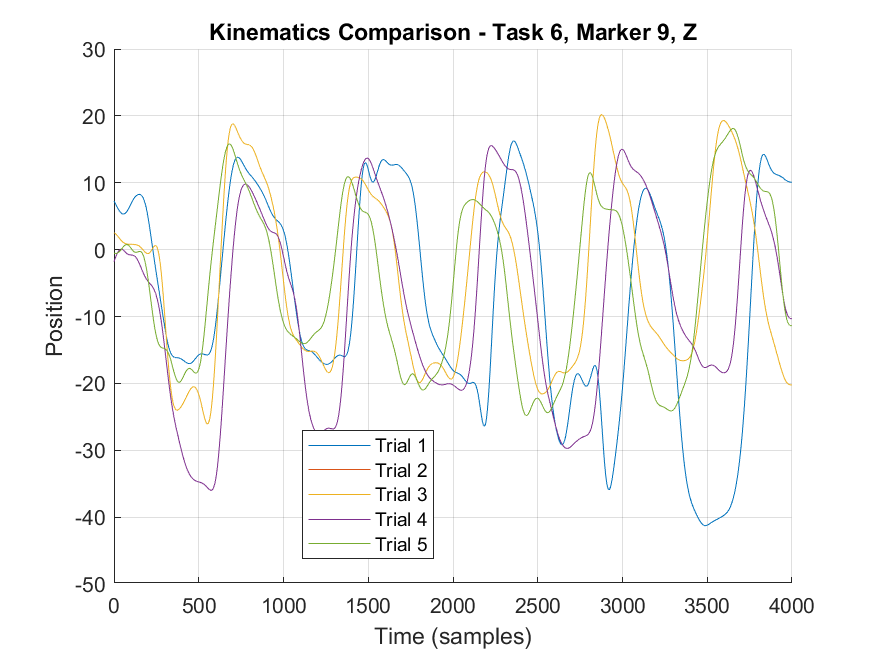 Kinematics Comparison - Task 6, Marker 9, Z
30
20
10
0
-10
-20
-30
-40
-50
Position
Trial 1
Trial 2
Trial 3
Trial 4
Trial 5
0 500 1000 1500 2000 2500 3000 3500 4000
Time (samples)